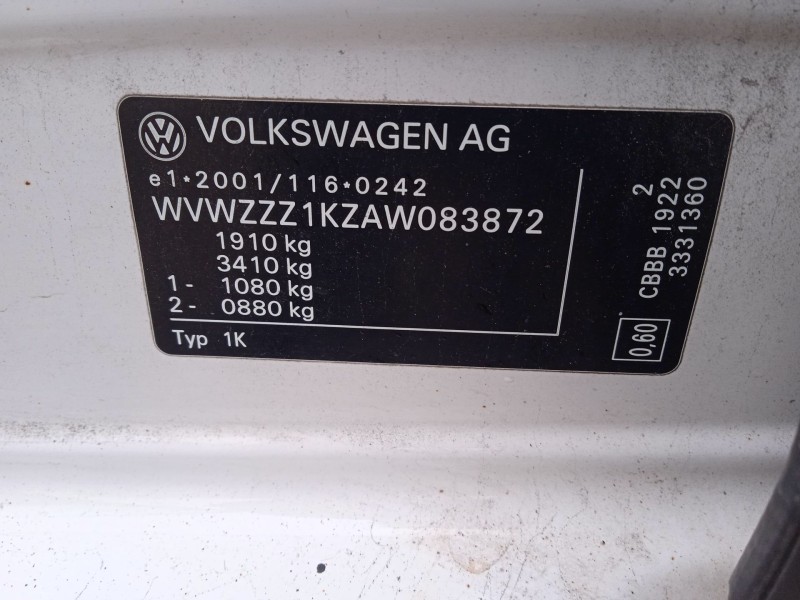 VOLKSWAGEN AG
e1*2001/116*0242
WVWZZZ1KZAW083872
1910 kg
3410 kg
1- 1080 kg
2- 0880 kg
Typ 1K
2
CBBB 1922
3331360
0,60